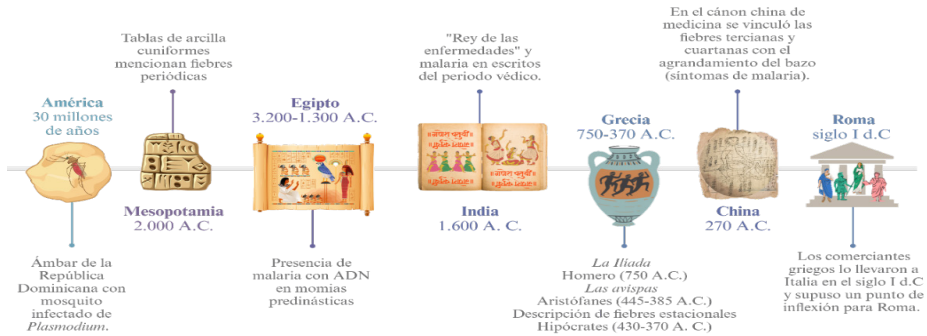 América
30 millones
de años
Ámbar de la
República
Dominicana con
mosquito
infectado de
Plasmodium.
Tablas de arcilla
cuniformes
mencionan fiebres
periódicas
Mesopotamia
2.000 A.C.
Egipto
3.200-1.300 A.C.
Presencia de
malaria con ADN
en momias
predinásticas
"Rey de las
enfermedades" y
malaria en escritos
del periodo védico.
India
1.600 A. C.
Grecia
750-370 A.C.
La Ilíada
Homero (750 A.C.)
Las avispas
Aristófanes (445-385 A.C.)
Descripción de fiebres estacionales
Hipócrates (430-370 A. C.)
En el cánon china de
medicina se vinculó las
fiebres tercianas y
cuartanas con el
agrandamiento del bazo
(síntomas de malaria).
China
270 A.C.
Roma
siglo I d.C
Los comerciantes
griegos lo llevaron a
Italia en el siglo I d.C
y supuso un punto de
inflexión para Roma.